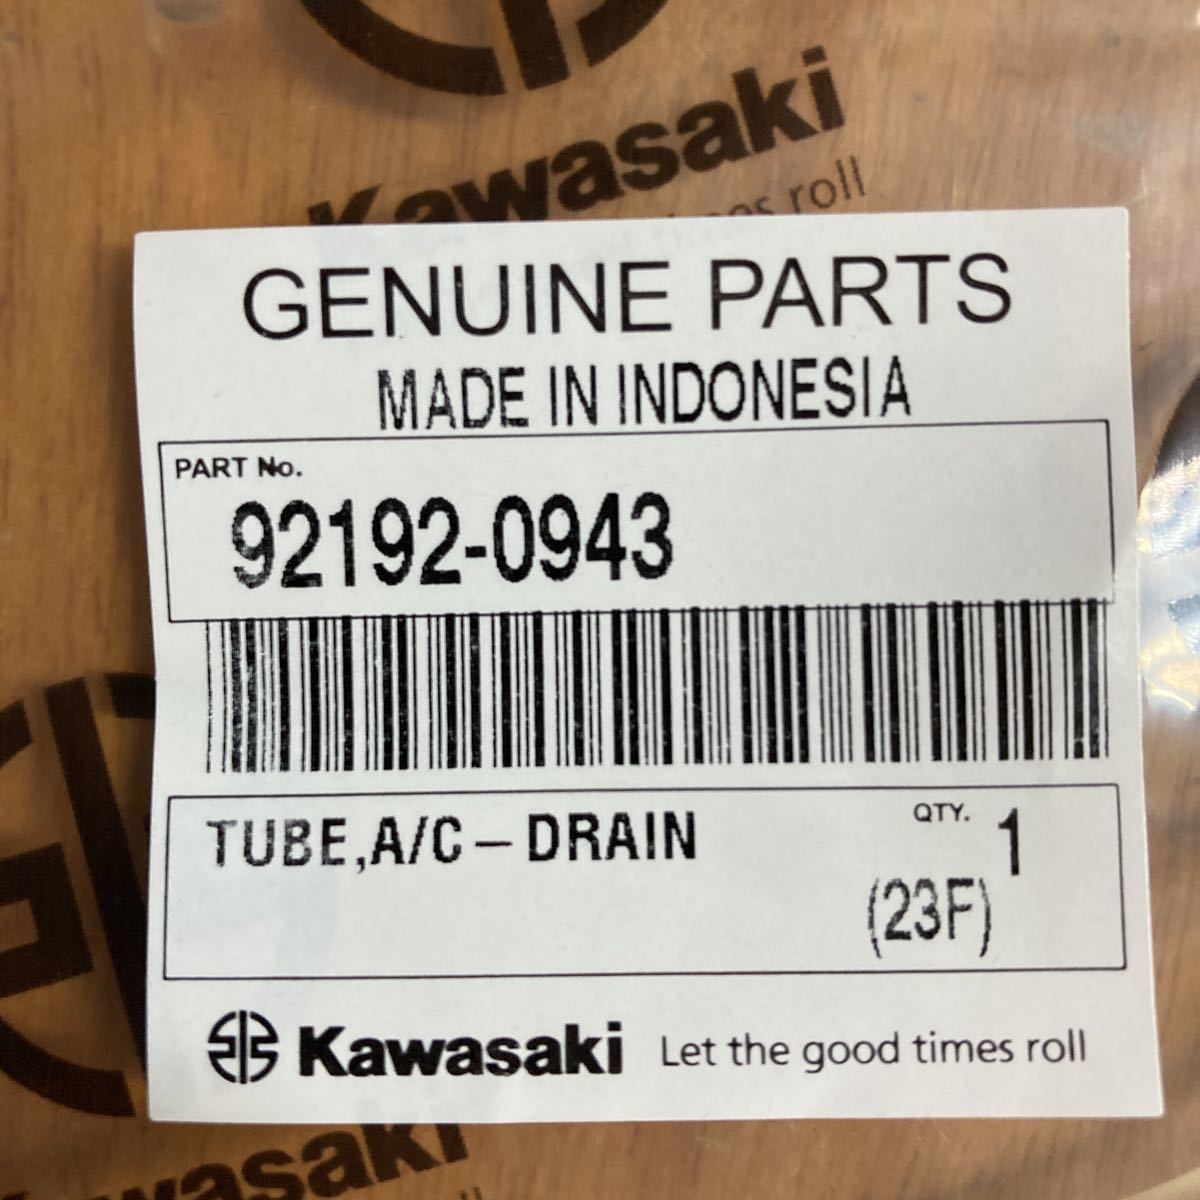 Kawasaki
times roll
GENUINE PARTS
MADE IN INDONESIA
PART No.
92192-0943
TUBE,A/C-DRAIN
QTY. 1
(23F)
Kawasaki Let the good times roll
Kawasaki